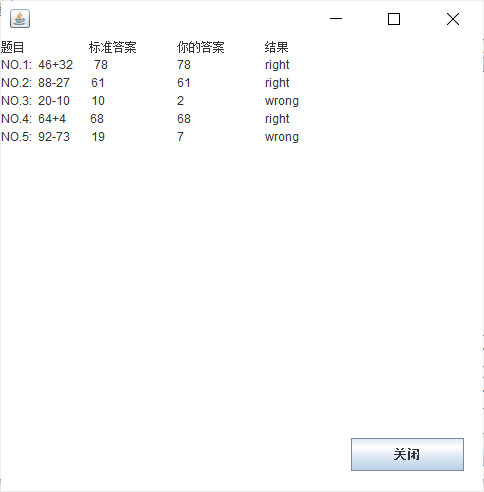 题目 标准答案 你的答案 结果
NO.1: 46+32 78 78 right
NO.2: 88-27 61 61 right
NO.3: 20-10 10 2 wrong
NO.4: 64+4 68 68 right
NO.5: 92-73 19 7 wrong
关闭